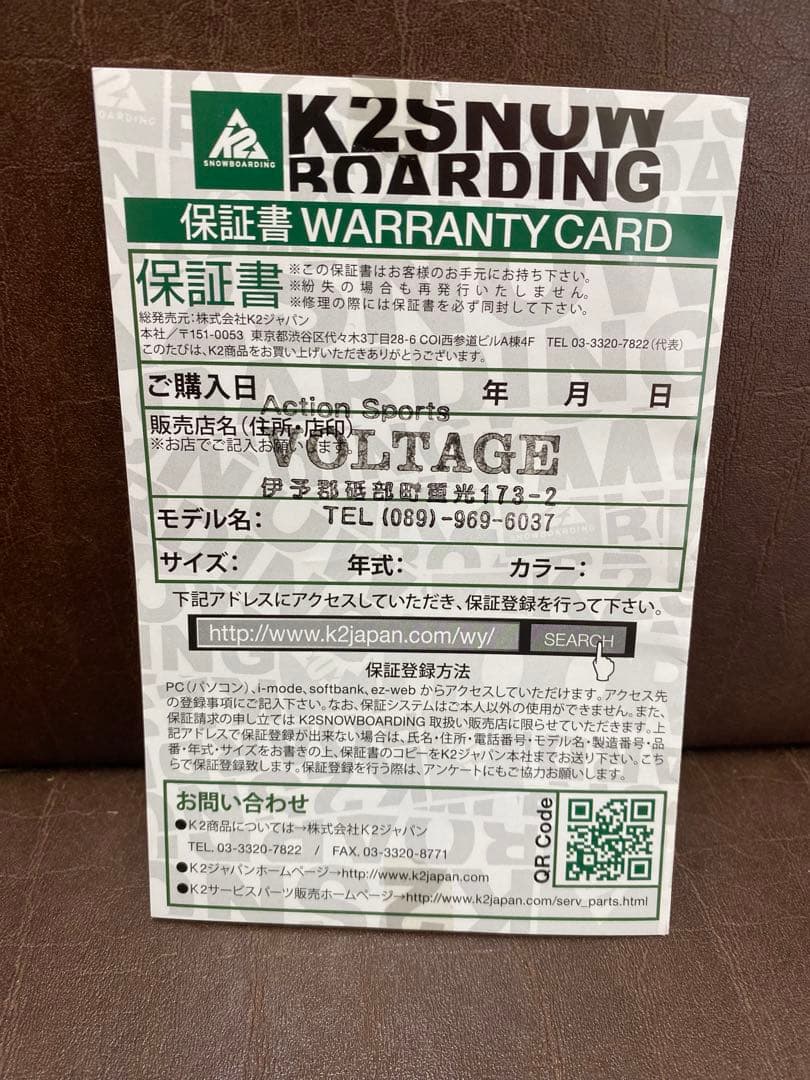 K2
SNOWBOARDING
K2SNOW
BOARDING
保証書 WARRANTY CARD
保証書
※この保証書はお客様のお手元にお持ち下さい。
※紛失の場合も再発行いたしません。
※修理の際には保証書を必ず同封して下さい。
総発売元:株式会社K2ジャパン
本社/〒151-0053 東京都渋谷区代々木3丁目28-6 COI西参道ビルA棟4F TEL 03-3320-7822(代表)
このたびは、K2商品をお買い上げいただきありがとうございます。
ご購入日 年 月 日
Action Sports
販売店名(住所・店印)
※お店でご記入お願いします。
VOLTAGE
伊予郡砥部町重光173-2
TEL (089)-969-6037
モデル名:
サイズ: 年式: カラー:
下記アドレスにアクセスしていただき、保証登録を行って下さい。
http://www.k2japan.com/wy/ SEARCH
保証登録方法
PC(パソコン)、i-mode、softbank、ez-web からアクセスしていただけます。アクセス先
の登録事項にご記入下さい。なお、保証システムはご本人以外の使用ができません。また、
保証請求の申し立ては K2SNOWBOARDING 取扱い販売店に限らせていただきます。上
記アドレスで保証登録が出来ない場合は、氏名・住所・電話番号・モデル名・製造番号・品
番・年式・サイズをお書きの上、保証書のコピーをK2ジャパン本社までお送り下さい。こち
らで保証登録致します。保証登録を行う際は、アンケートにもご協力お願いします。
お問い合わせ
●K2商品については→株式会社K2ジャパン
TEL. 03-3320-7822 / FAX. 03-3320-8771
●K2ジャパンホームページ→http://www.k2japan.com
●K2サービスパーツ販売ホームページ→http://www.k2japan.com/serv_parts.html
QR Code